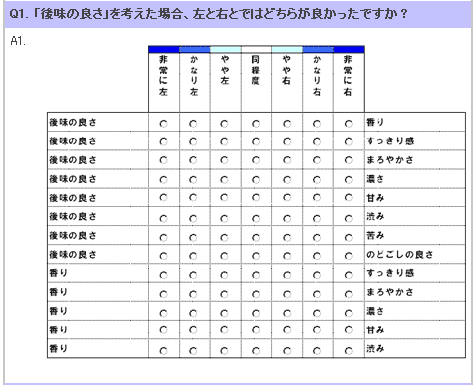 Q1. 「後味の良さ」を考えた場合、左と右とではどちらが良かったですか？
A1.
非常に左 かなり左 やや左 同程度 やや右 かなり右 非常に右
後味の良さ 香り
後味の良さ すっきり感
後味の良さ まろやかさ
後味の良さ 濃さ
後味の良さ 甘み
後味の良さ 渋み
後味の良さ 苦み
後味の良さ のどごしの良さ
香り すっきり感
香り まろやかさ
香り 濃さ
香り 甘み
香り 渋み